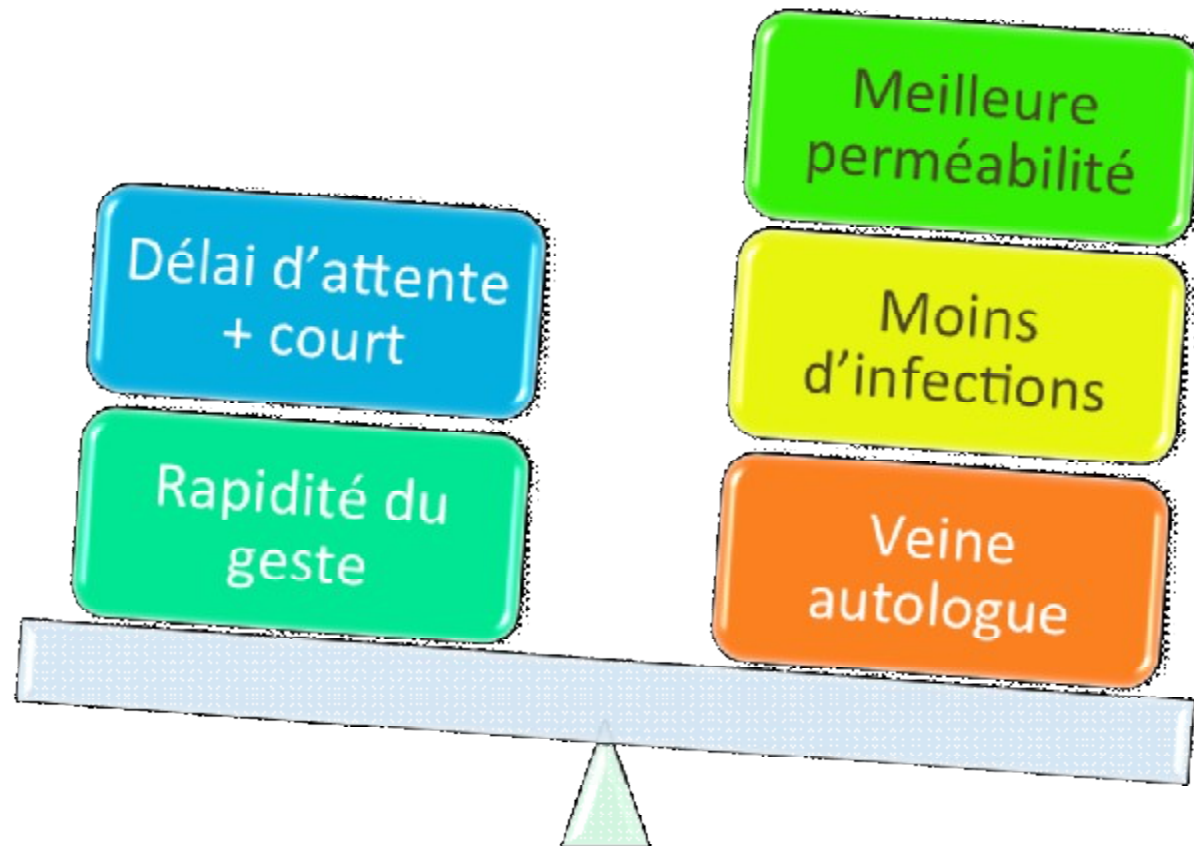 Délai d’attente
+ court
Rapidité du
geste
Meilleure
perméabilité
Moins
d’infections
Veine
autologue